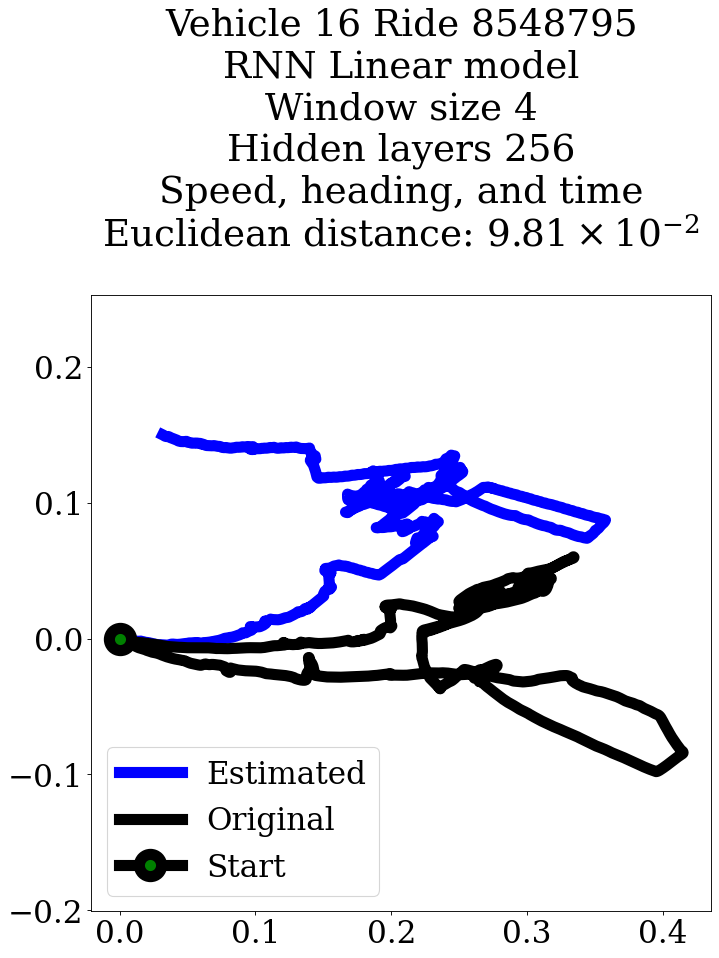 Vehicle 16 Ride 8548795
RNN Linear model
Window size 4
Hidden layers 256
Speed, heading, and time
Euclidean distance: 9.81 × 10⁻²
0.2
0.1
0.0
−0.1
−0.2
Estimated
Original
Start
0.0 0.1 0.2 0.3 0.4